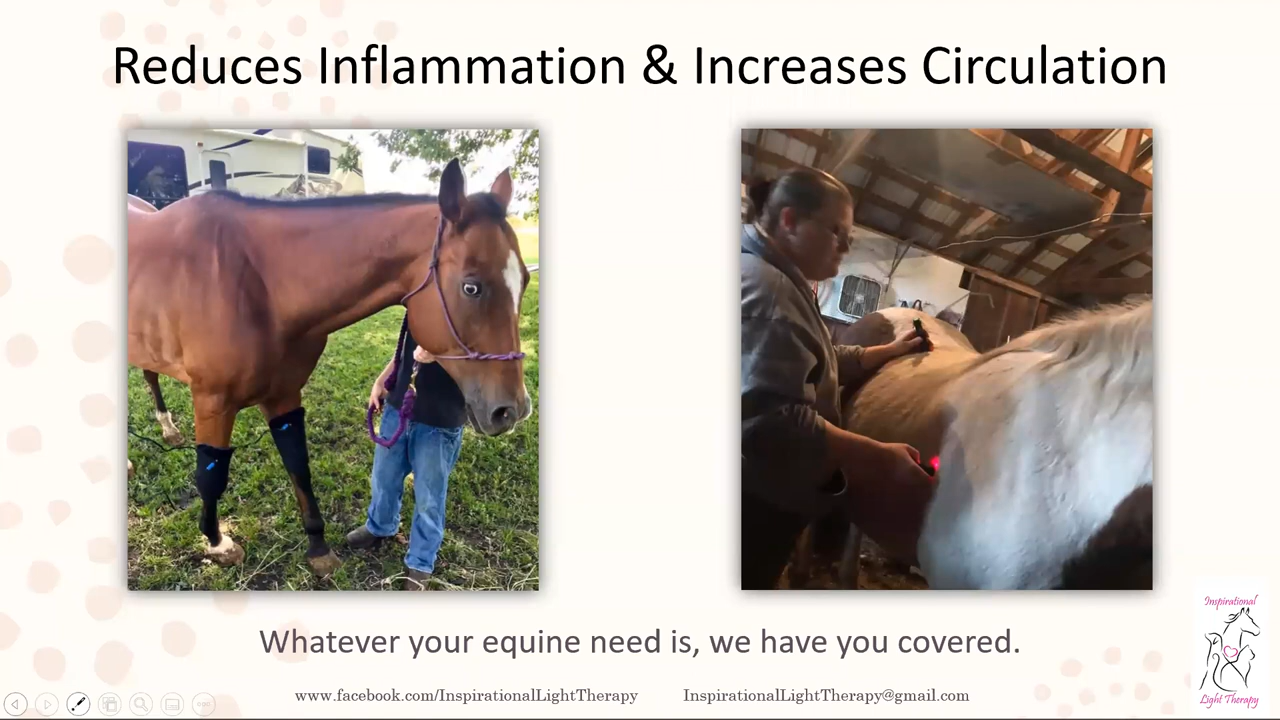 Reduces Inflammation & Increases Circulation
Whatever your equine need is, we have you covered.
www.facebook.com/InspirationalLightTherapy
InspirationalLightTherapy@gmail.com
Inspirational
Light Therapy